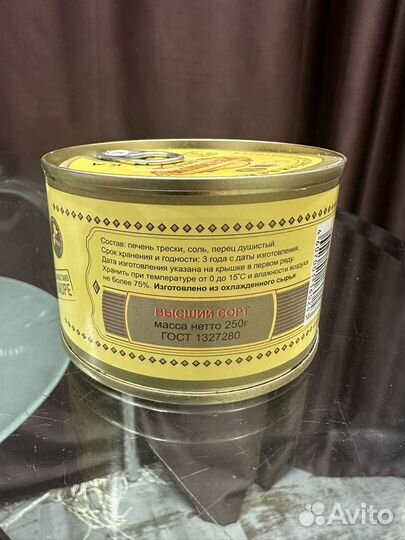 Состав: печень трески, соль, перец душистый.
Срок хранения и годности: 3 года с даты изготовления.
Дата изготовления указана на крышке в первом ряду.
Хранить при температуре от 0 до 15°С и влажности воздуха
не более 75%. Изготовлено из охлажденного сырья
ВЫСШИЙ СОРТ
масса нетто 250г
ГОСТ 1327280
Avito